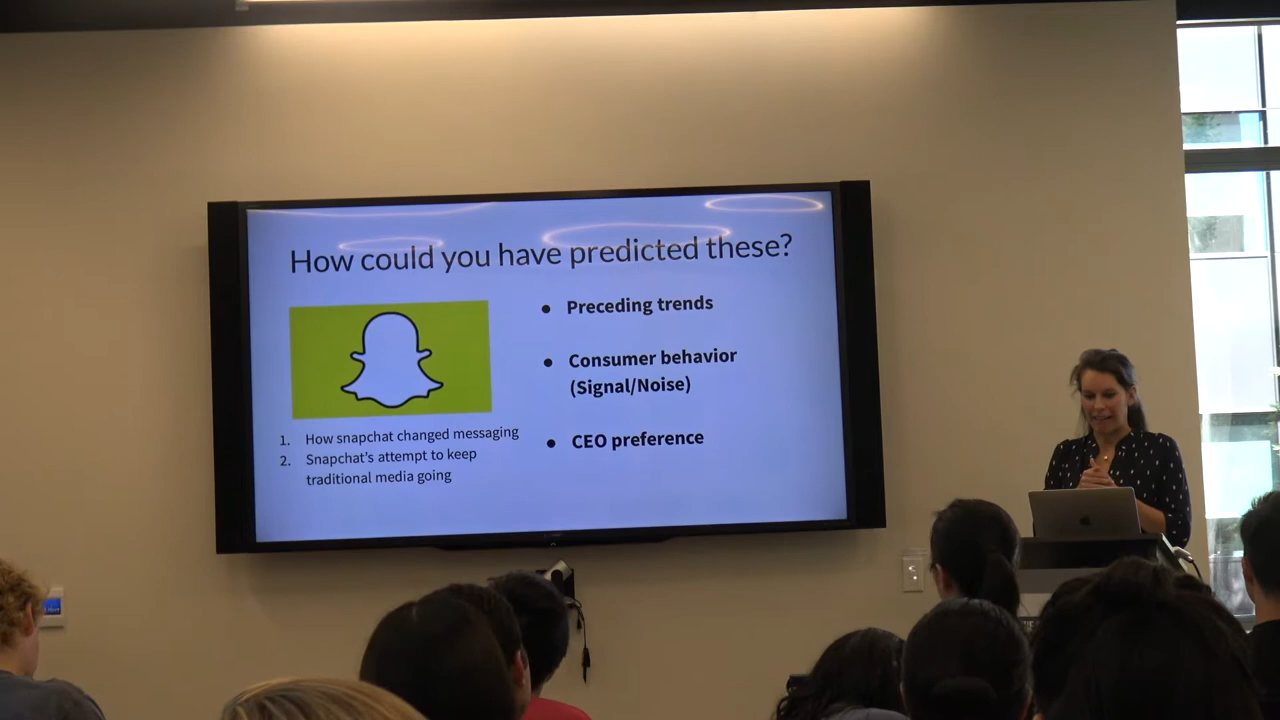 How could you have predicted these?
1. How snapchat changed messaging
2. Snapchat's attempt to keep
traditional media going
● Preceding trends
● Consumer behavior
(Signal/Noise)
● CEO preference